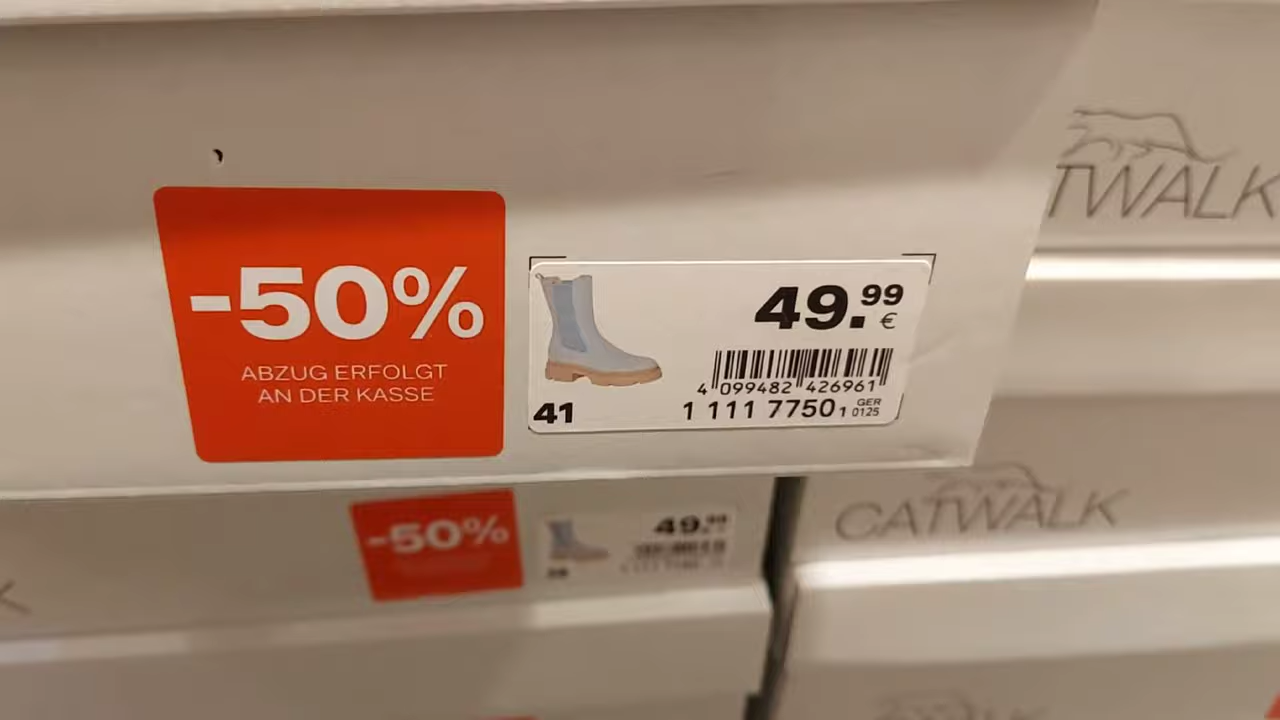 TWALK
-50%
ABZUG ERFOLGT
AN DER KASSE
49.99
€
4 099482 426961
41
1 111 7750 1 GER 0125
CATWALK
-50%
49.99